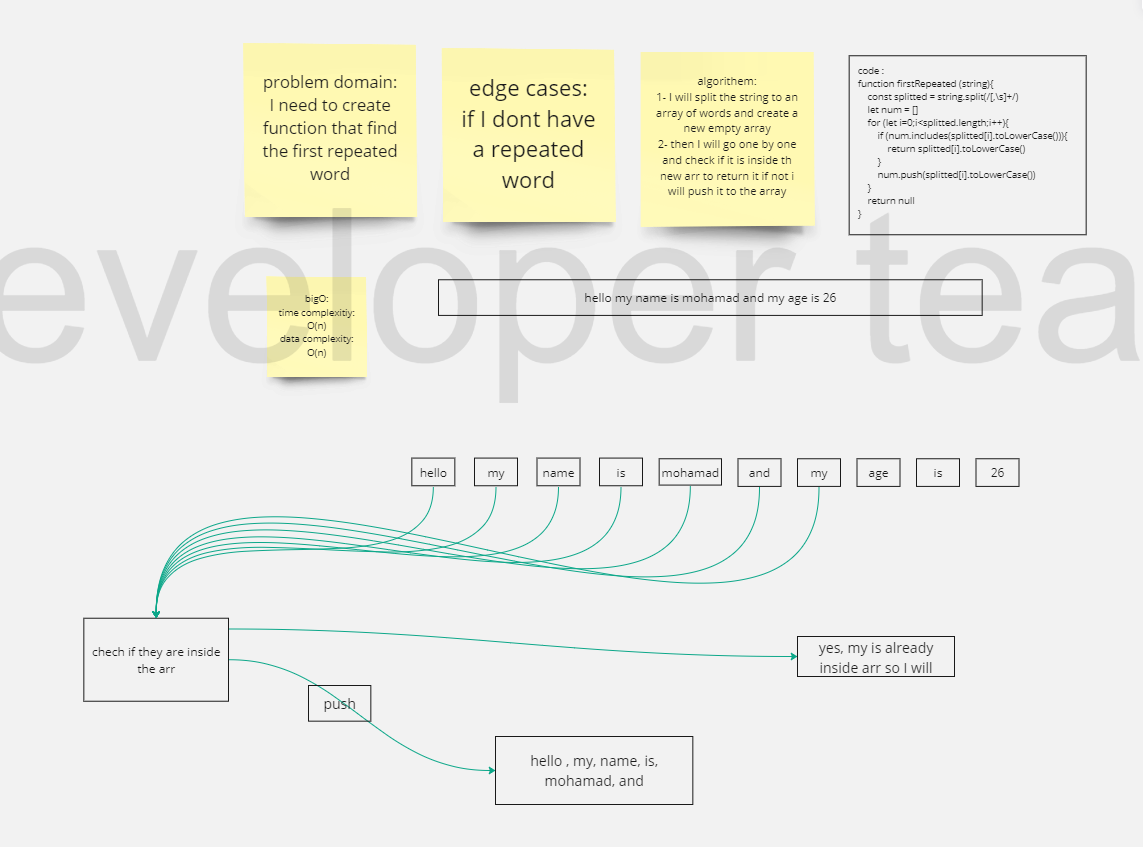 problem domain:
I need to create
function that find
the first repeated
word
edge cases:
if I dont have
a repeated
word
algorithem:
1- I will split the string to an
array of words and create a
new empty array
2- then I will go one by one
and check if it is inside th
new arr to return it if not i
will push it to the array
code :
function firstRepeated (string){
const splitted = string.split(/[,\s]+/)
let num = []
for (let i=0;i<splitted.length;i++){
if (num.includes(splitted[i].toLowerCase())){
return splitted[i].toLowerCase()
}
num.push(splitted[i].toLowerCase())
}
return null
}
eveloper tea
bigO:
time complexitiy:
O(n)
data complexity:
O(n)
hello my name is mohamad and my age is 26
hello my name is mohamad and my age is 26
chech if they are inside
the arr
yes, my is already
inside arr so I will
push
hello , my, name, is,
mohamad, and